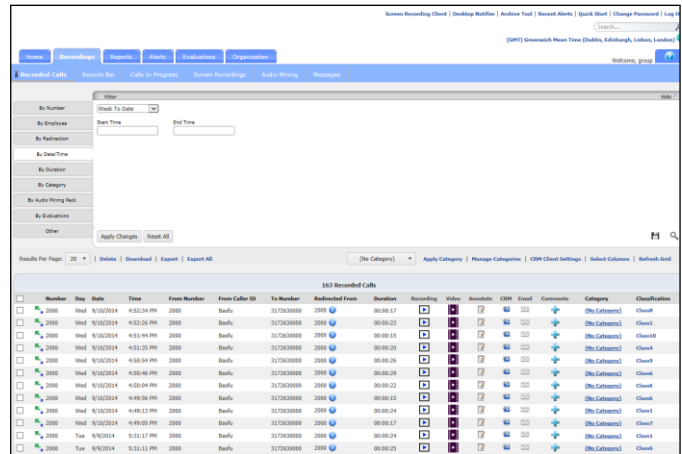 Screen Recording Client | Desktop Notifier | Archive Tool | Recent Alerts | Quick Start | Change Password | Log O
Search...
(GMT) Greenwich Mean Time (Dublin, Edinburgh, Lisbon, London)
Home Recordings Reports Alerts Evaluations Organization
Welcome, group
Recorded Calls Recycle Bin Calls In Progress Screen Recordings Audio Mining Messages
Filter Hide
By Number Week To Date
By Employee Start Time End Time
By Redirection
By Date/Time
By Duration
By Category
By Audio Mining Pack
By Evaluations
Other Apply Changes Reset All
Results Per Page: 20 | Delete | Download | Export | Export All (No Category) Apply Category | Manage Categories | CRM Client Settings | Select Columns | Refresh Grid
163 Recorded Calls
Number Day Date Time From Number From Caller ID To Number Redirected From Duration Recording Video Annotate CRM Email Comments Category Classification
2000 Wed 9/10/2014 4:52:34 PM 2000 Baofu 3172630000 2000 00:00:17 (No Category) Class8
2000 Wed 9/10/2014 4:52:26 PM 2000 Baofu 3172630000 2000 00:00:23 (No Category) Class1
2000 Wed 9/10/2014 4:51:44 PM 2000 Baofu 3172630000 2000 00:00:15 (No Category) Class10
2000 Wed 9/10/2014 4:51:35 PM 2000 Baofu 3172630000 2000 00:00:20 (No Category) Class4
2000 Wed 9/10/2014 4:50:54 PM 2000 Baofu 3172630000 2000 00:00:26 (No Category) Class9
2000 Wed 9/10/2014 4:50:46 PM 2000 Baofu 3172630000 2000 00:00:29 (No Category) Class6
2000 Wed 9/10/2014 4:50:04 PM 2000 Baofu 3172630000 2000 00:00:22 (No Category) Class6
2000 Wed 9/10/2014 4:49:56 PM 2000 Baofu 3172630000 2000 00:00:15 (No Category) Class6
2000 Wed 9/10/2014 4:49:13 PM 2000 Baofu 3172630000 2000 00:00:24 (No Category) Class1
2000 Wed 9/10/2014 4:49:05 PM 2000 Baofu 3172630000 2000 00:00:17 (No Category) Class7
2000 Tue 9/9/2014 5:31:17 PM 2000 Baofu 3172630000 2000 00:00:24 (No Category) Class1
2000 Tue 9/9/2014 5:31:11 PM 2000 Baofu 3172630000 2000 00:00:25 (No Category) Class6